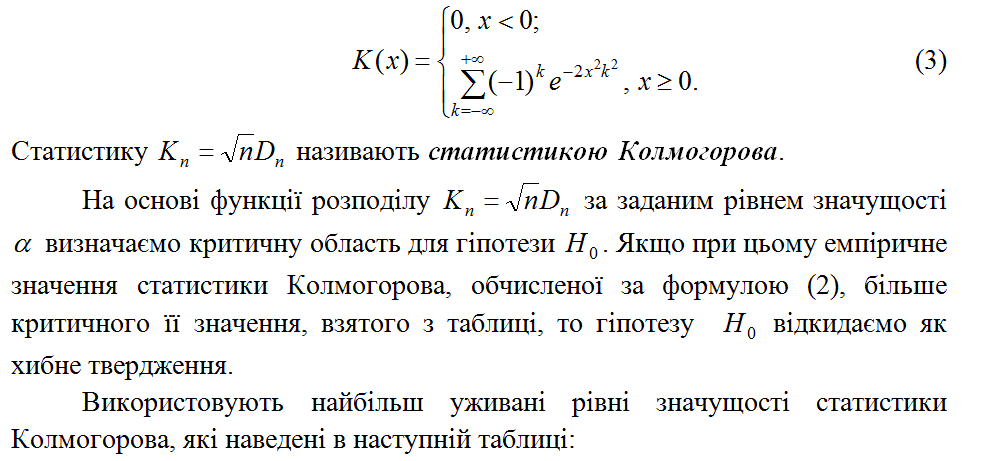 K(x) = { 0, x < 0; ∑_{k=−∞}^{+∞} (−1)^k e^{−2x²k²}, x ≥ 0. (3)
Статистику K_n = √n D_n називають статистикою Колмогорова.
На основі функції розподілу K_n = √n D_n за заданим рівнем значущості
α визначаємо критичну область для гіпотези H_0. Якщо при цьому емпіричне
значення статистики Колмогорова, обчисленої за формулою (2), більше
критичного її значення, взятого з таблиці, то гіпотезу H_0 відкидаємо як
хибне твердження.
Використовують найбільш уживані рівні значущості статистики
Колмогорова, які наведені в наступній таблиці: